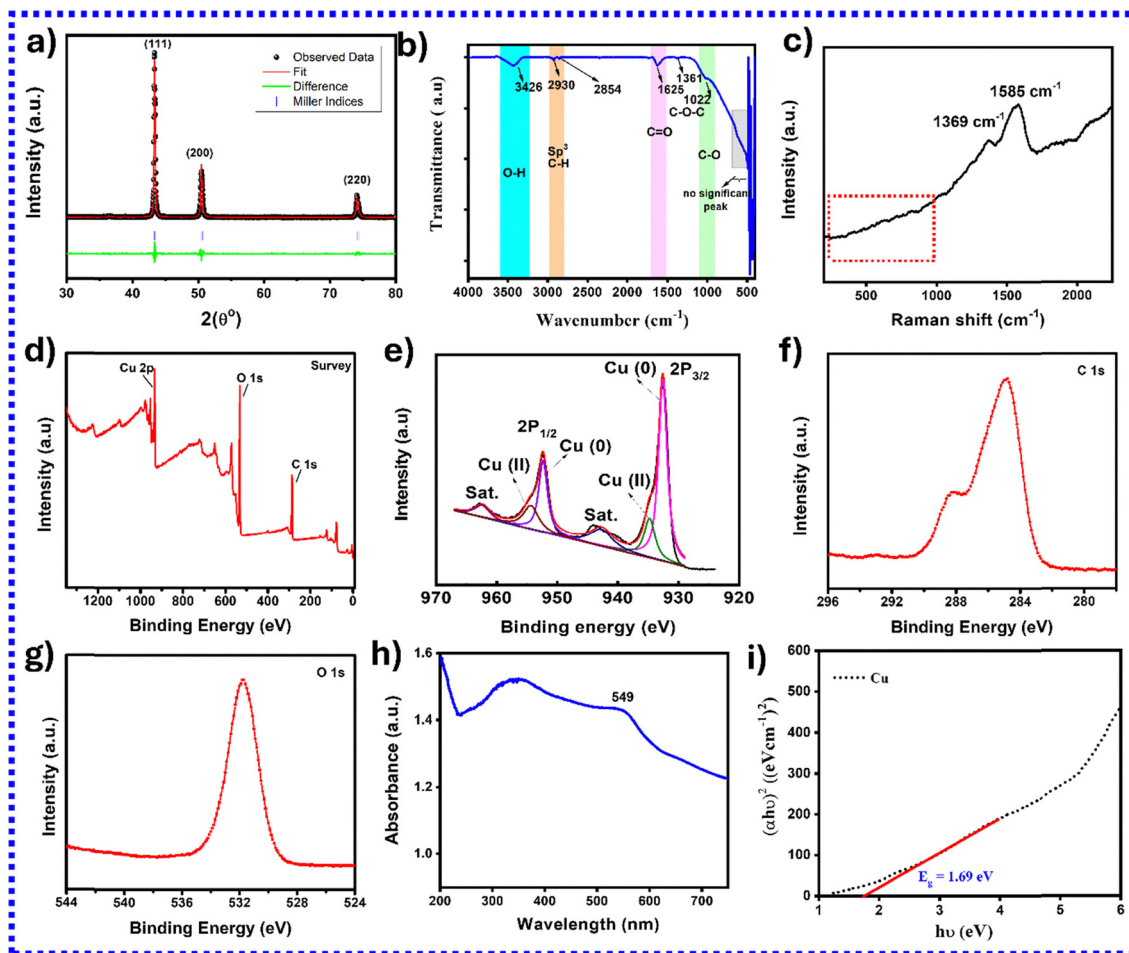 a)
(111)
(200)
(220)
Observed Data
Fit
Difference
Miller Indices
Intensity (a.u.)
30 40 50 60 70 80
2(θ°)
b)
3426
2930
2854
1625
1361
1022
C-O-C
C=O
Sp³
C-H
O-H
C-O
no significant
peak
Transmittance ( a.u)
4000 3500 3000 2500 2000 1500 1000 500
Wavenumber (cm⁻¹)
c)
1585 cm⁻¹
1369 cm⁻¹
Intensity (a.u.)
500 1000 1500 2000
Raman shift (cm⁻¹)
d)
Survey
Cu 2p
O 1s
C 1s
Intensity (a.u)
1200 1000 800 600 400 200 0
Binding Energy (eV)
e)
Cu (0)
2P3/2
2P1/2
Cu (0)
Cu (II)
Cu (II)
Sat.
Sat.
Intensity (a.u.)
970 960 950 940 930 920
Binding energy (eV)
f)
C 1s
Intensity (a.u.)
296 292 288 284 280
Binding Energy (eV)
g)
O 1s
Intensity (a.u.)
544 540 536 532 528 524
Binding Energy (eV)
h)
549
Absorbance (a.u.)
1.6
1.4
1.2
1.0
200 300 400 500 600 700
Wavelength (nm)
i)
Cu
(αhυ)² ((eVcm⁻¹)²)
600
500
400
300
200
100
0
Eg = 1.69 eV
1 2 3 4 5 6
hυ (eV)